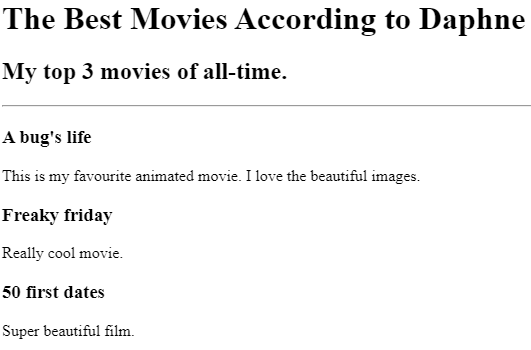 The Best Movies According to Daphne
My top 3 movies of all-time.
A bug's life
This is my favourite animated movie. I love the beautiful images.
Freaky friday
Really cool movie.
50 first dates
Super beautiful film.